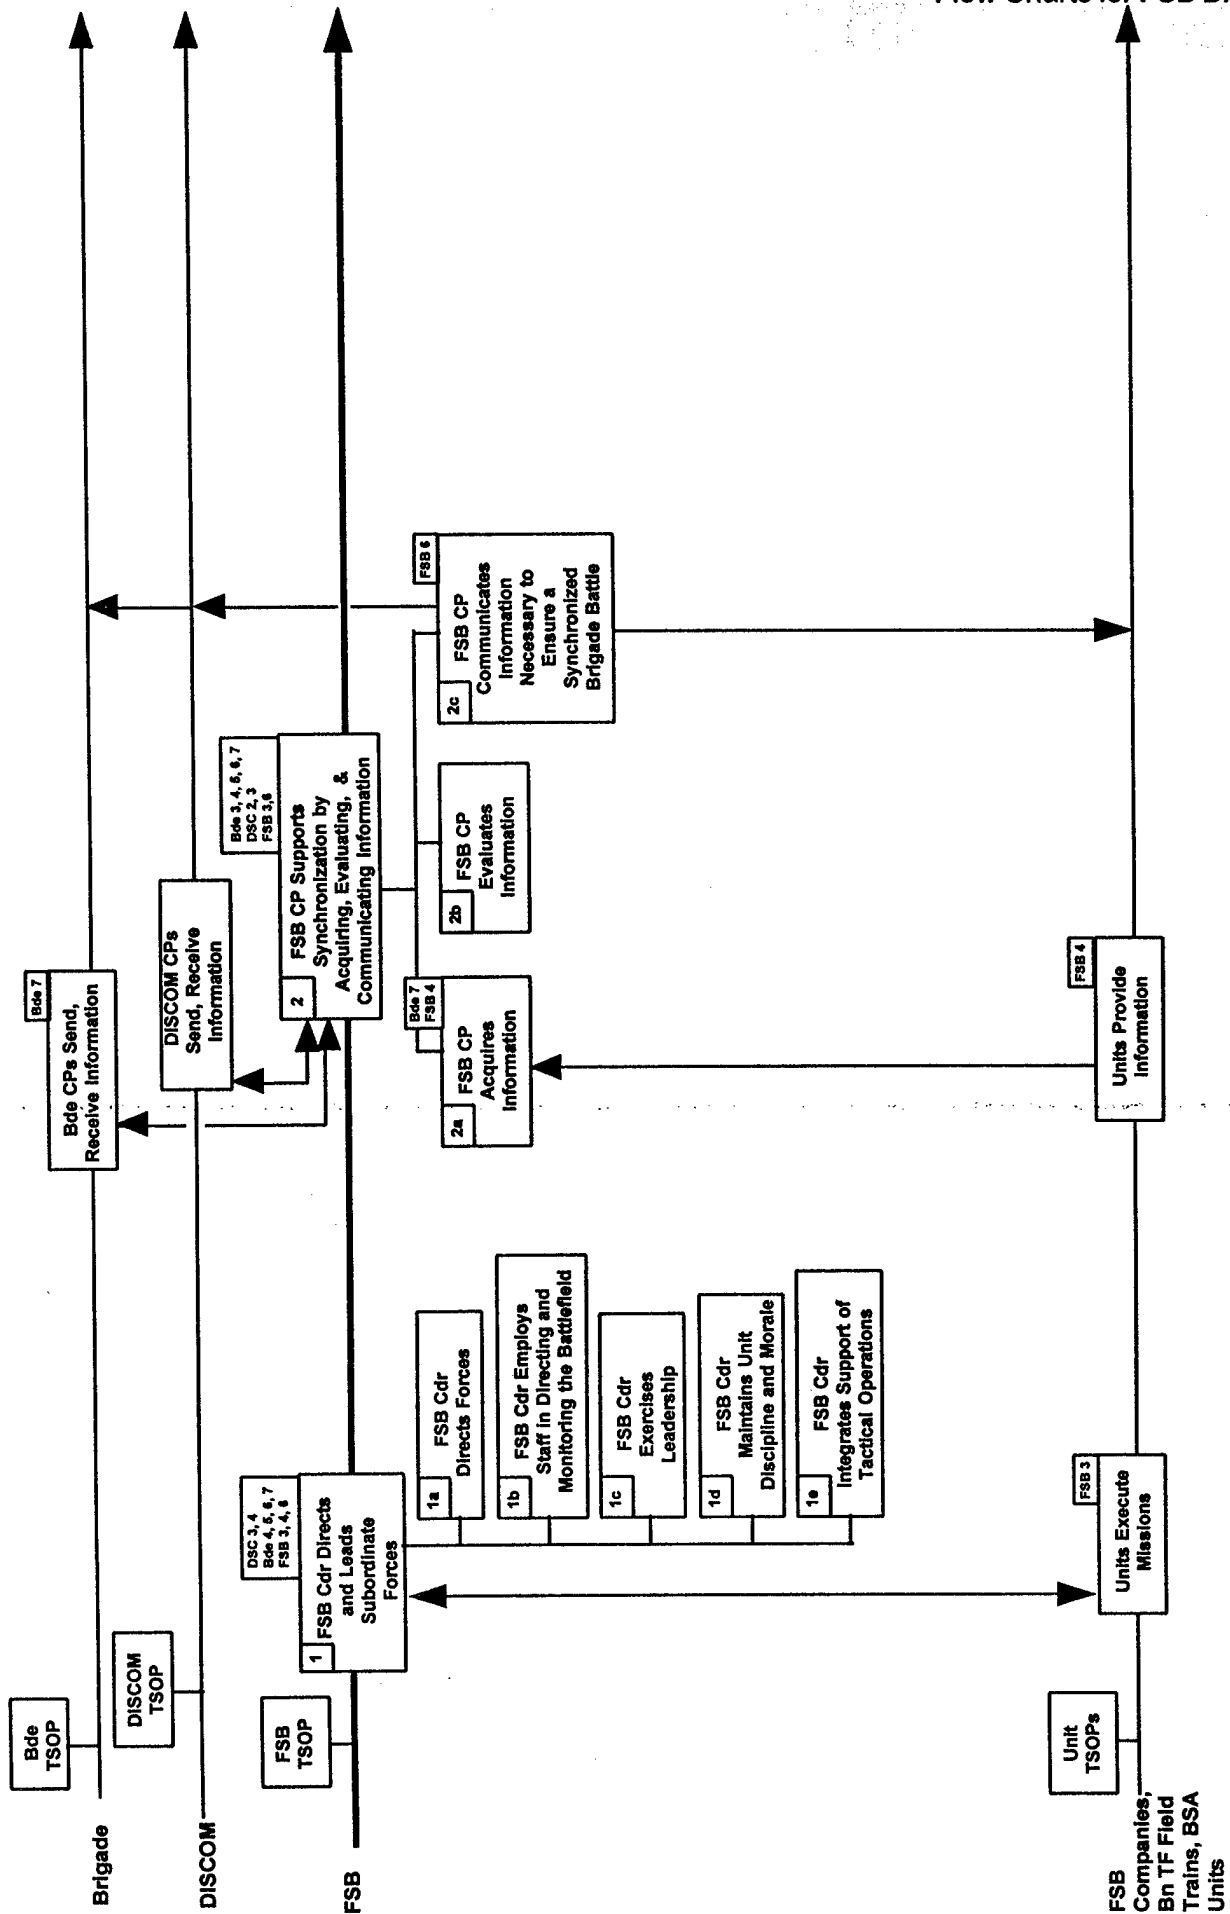 Flow Charts for FSB B
Brigade
Bde
TSOP
Bde 7
Bde CPs Send,
Receive Information
DISCOM
DISCOM
TSOP
DISCOM CPs
Send, Receive
Information
FSB
FSB
TSOP
DSC 3, 4
Bde 4, 5, 6, 7
FSB 3, 4, 6
1
FSB Cdr Directs
and Leads
Subordinate
Forces
1a
FSB Cdr
Directs Forces
1b
FSB Cdr Employs
Staff in Directing and
Monitoring the Battlefield
1c
FSB Cdr
Exercises
Leadership
1d
FSB Cdr
Maintains Unit
Discipline and Morale
1e
FSB Cdr
Integrates Support of
Tactical Operations
Bde 3, 4, 5, 6, 7
DSC 2, 3
FSB 3,6
2
FSB CP Supports
Synchronization by
Acquiring, Evaluating, &
Communicating Information
Bde 7
FSB 4
2a
FSB CP
Acquires
Information
2b
FSB CP
Evaluates
Information
FSB 6
2c
FSB CP
Communicates
Information
Necessary to
Ensure a
Synchronized
Brigade Battle
FSB
Companies,
Bn TF Field
Trains, BSA
Units
Unit
TSOPs
FSB 3
Units Execute
Missions
FSB 4
Units Provide
Information